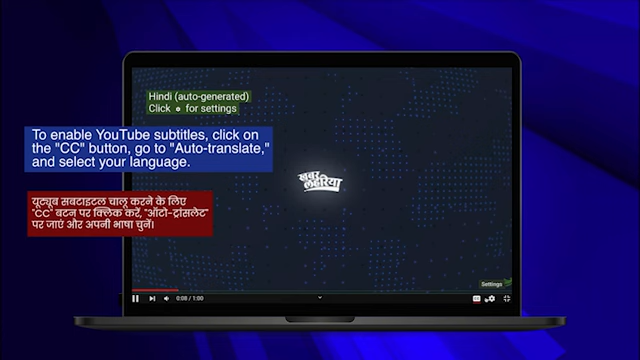 Hindi (auto-generated)
Click for settings
To enable YouTube subtitles, click on
the "CC" button, go to "Auto-translate,"
and select your language.
खबर
लहरिया
यूट्यूब सबटाइटल चालू करने के लिए
"CC" बटन पर क्लिक करें, "ऑटो-ट्रांसलेट"
पर जाएं और अपनी भाषा चुनें।
Settings
0:08 / 1:00